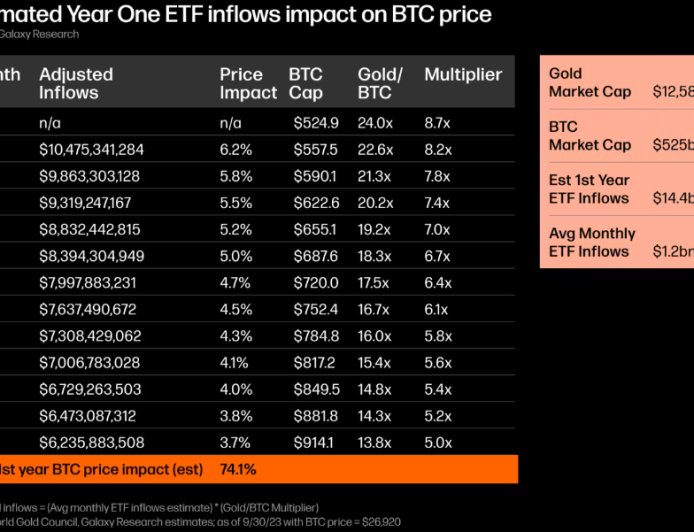 mated Year One ETF inflows impact on BTC price
Galaxy Research
nth Adjusted Inflows Price Impact BTC Cap Gold/BTC Multiplier
n/a n/a $524.9 24.0x 8.7x
$10,475,341,284 6.2% $557.5 22.6x 8.2x
$9,863,303,128 5.8% $590.1 21.3x 7.8x
$9,319,247,167 5.5% $622.6 20.2x 7.4x
$8,832,442,815 5.2% $655.1 19.2x 7.0x
$8,394,304,949 5.0% $687.6 18.3x 6.7x
$7,997,883,231 4.7% $720.0 17.5x 6.4x
$7,637,490,672 4.5% $752.4 16.7x 6.1x
$7,308,429,062 4.3% $784.8 16.0x 5.8x
$7,006,783,028 4.1% $817.2 15.4x 5.6x
$6,729,263,503 4.0% $849.5 14.8x 5.4x
$6,473,087,312 3.8% $881.8 14.3x 5.2x
$6,235,883,508 3.7% $914.1 13.8x 5.0x
1st year BTC price impact (est) 74.1%
d inflows = (Avg monthly ETF inflows estimate) * (Gold/BTC Multiplier)
orld Gold Council, Galaxy Research estimates; as of 9/30/23 with BTC price = $26,920
Gold
Market Cap $12,58
BTC
Market Cap $525b
Est 1st Year
ETF Inflows $14.4b
Avg Monthly
ETF Inflows $1.2bn